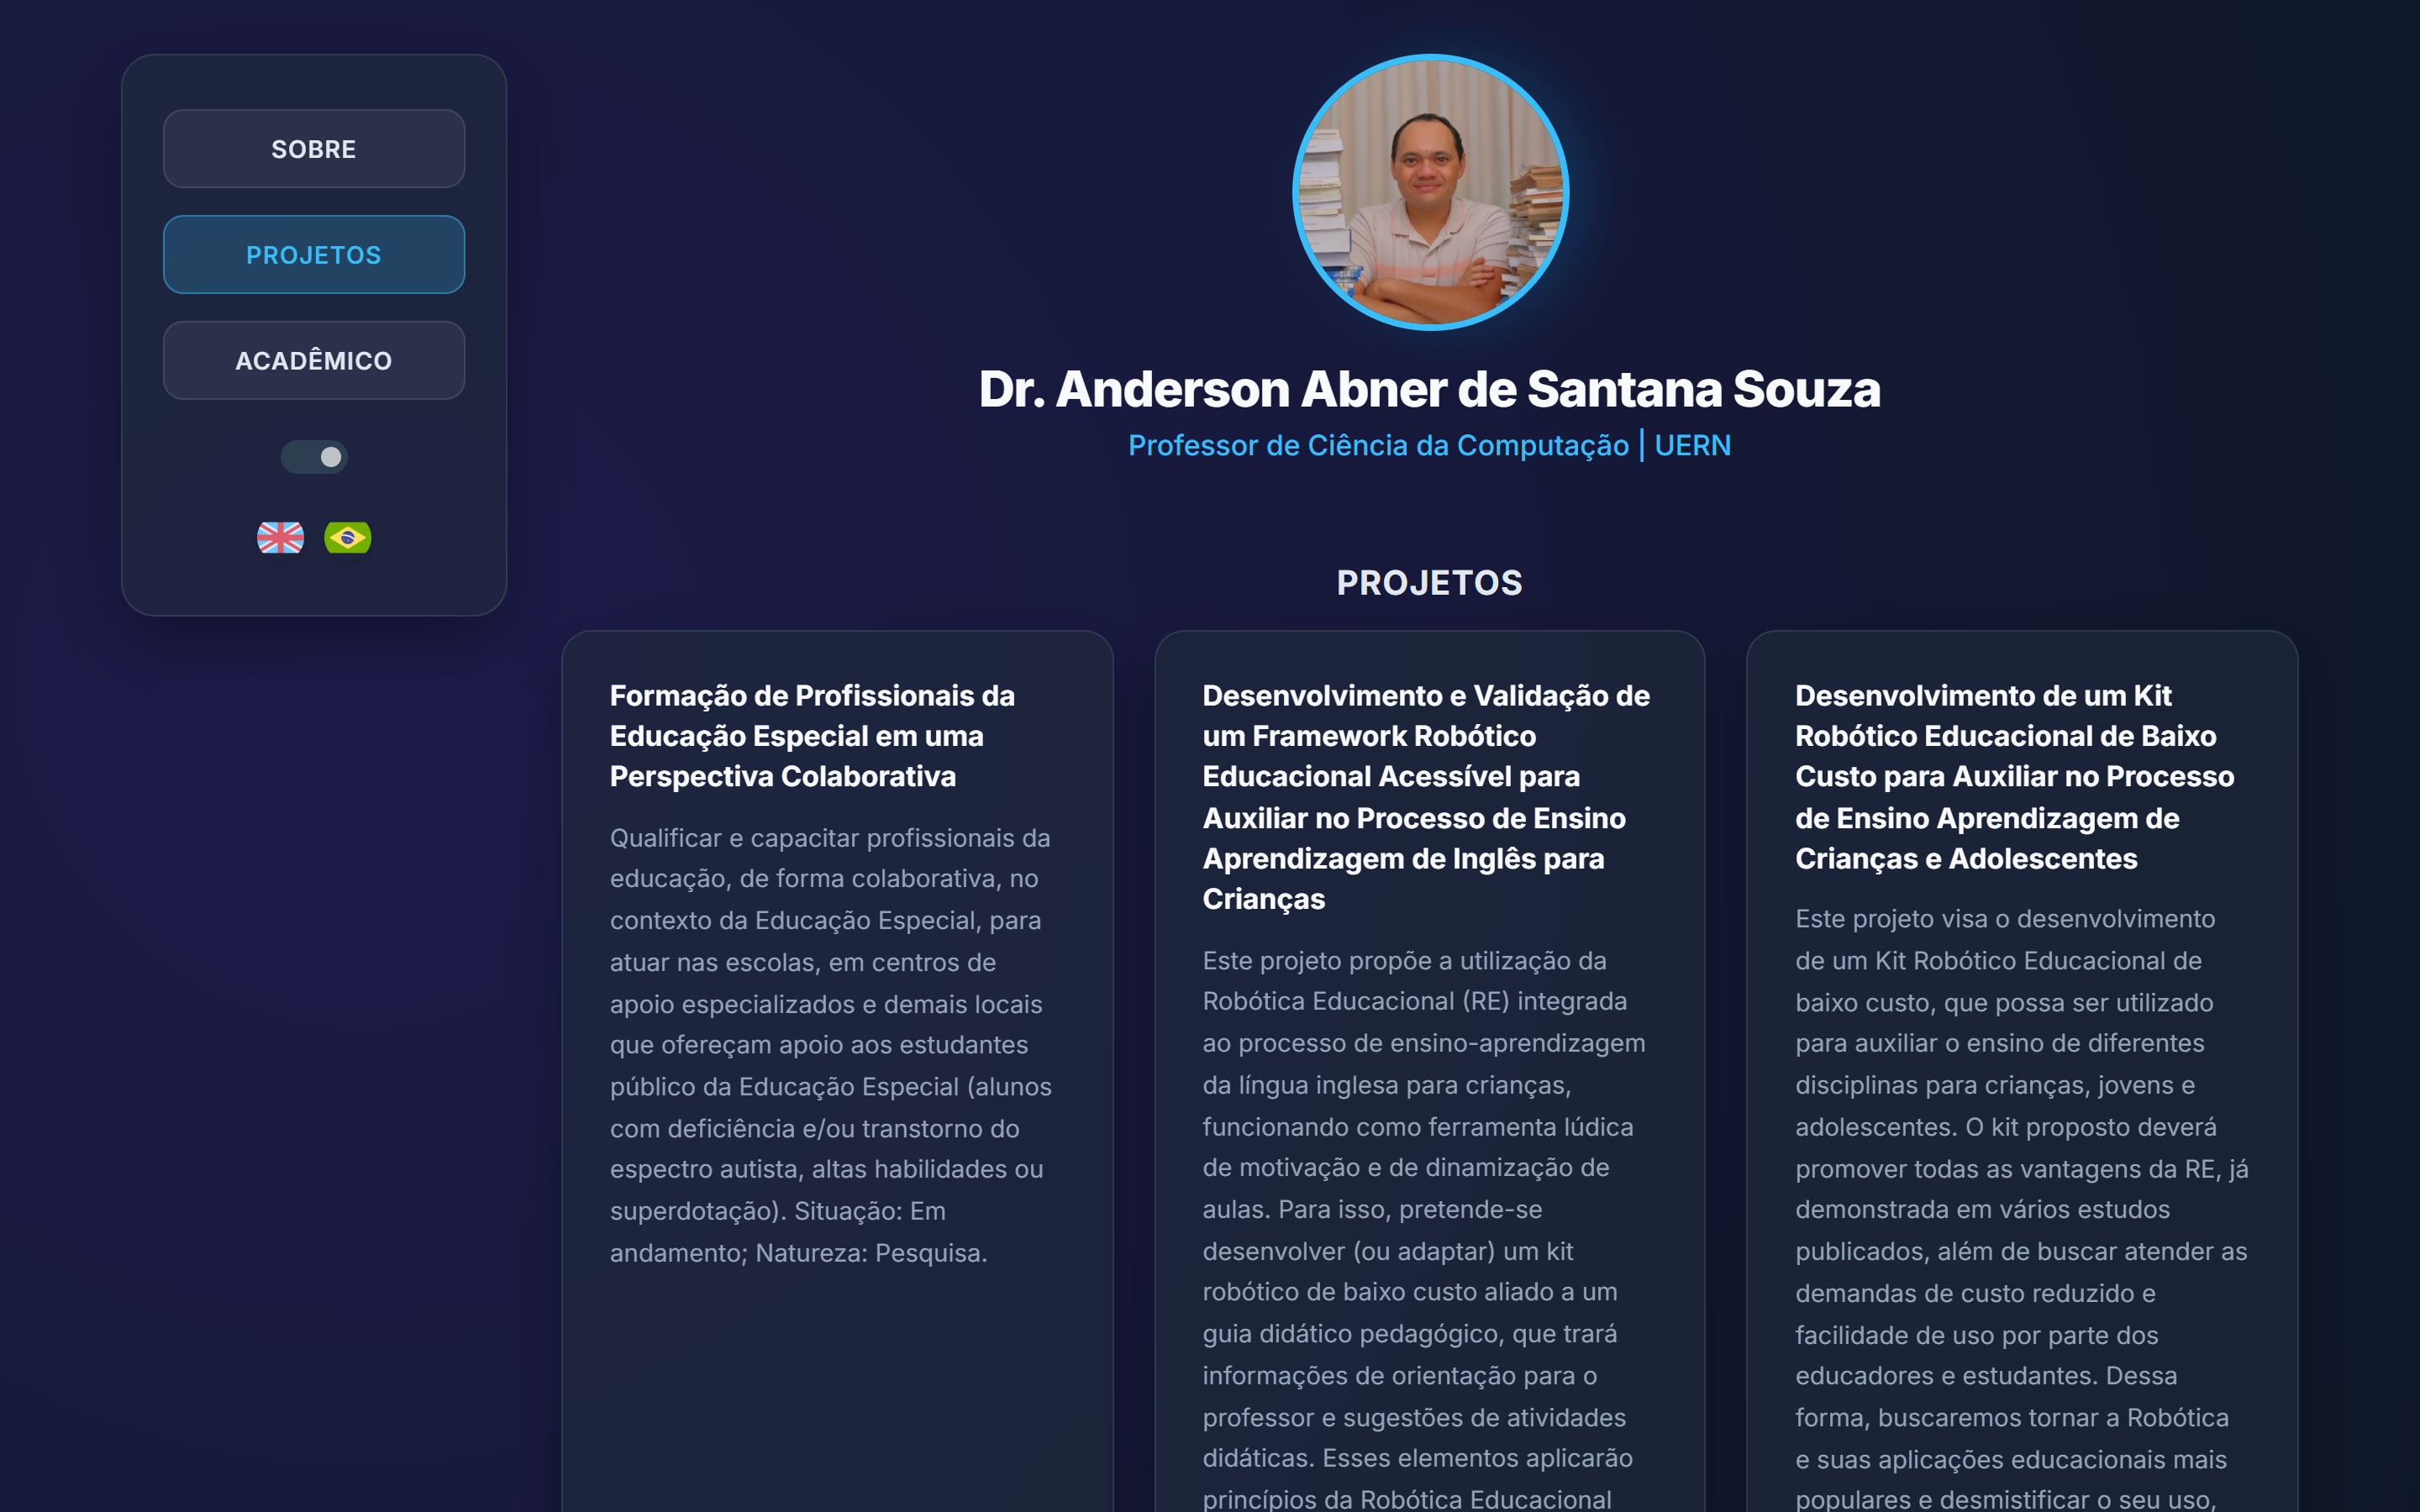 SOBRE
PROJETOS
ACADÊMICO
Dr. Anderson Abner de Santana Souza
Professor de Ciência da Computação | UERN
PROJETOS
Formação de Profissionais da
Educação Especial em uma
Perspectiva Colaborativa
Qualificar e capacitar profissionais da
educação, de forma colaborativa, no
contexto da Educação Especial, para
atuar nas escolas, em centros de
apoio especializados e demais locais
que ofereçam apoio aos estudantes
público da Educação Especial (alunos
com deficiência e/ou transtorno do
espectro autista, altas habilidades ou
superdotação). Situação: Em
andamento; Natureza: Pesquisa.
Desenvolvimento e Validação de
um Framework Robótico
Educacional Acessível para
Auxiliar no Processo de Ensino
Aprendizagem de Inglês para
Crianças
Este projeto propõe a utilização da
Robótica Educacional (RE) integrada
ao processo de ensino-aprendizagem
da língua inglesa para crianças,
funcionando como ferramenta lúdica
de motivação e de dinamização de
aulas. Para isso, pretende-se
desenvolver (ou adaptar) um kit
robótico de baixo custo aliado a um
guia didático pedagógico, que trará
informações de orientação para o
professor e sugestões de atividades
didáticas. Esses elementos aplicarão
princípios da Robótica Educacional
Desenvolvimento de um Kit
Robótico Educacional de Baixo
Custo para Auxiliar no Processo
de Ensino Aprendizagem de
Crianças e Adolescentes
Este projeto visa o desenvolvimento
de um Kit Robótico Educacional de
baixo custo, que possa ser utilizado
para auxiliar o ensino de diferentes
disciplinas para crianças, jovens e
adolescentes. O kit proposto deverá
promover todas as vantagens da RE, já
demonstrada em vários estudos
publicados, além de buscar atender as
demandas de custo reduzido e
facilidade de uso por parte dos
educadores e estudantes. Dessa
forma, buscaremos tornar a Robótica
e suas aplicações educacionais mais
populares e desmistificar o seu uso,